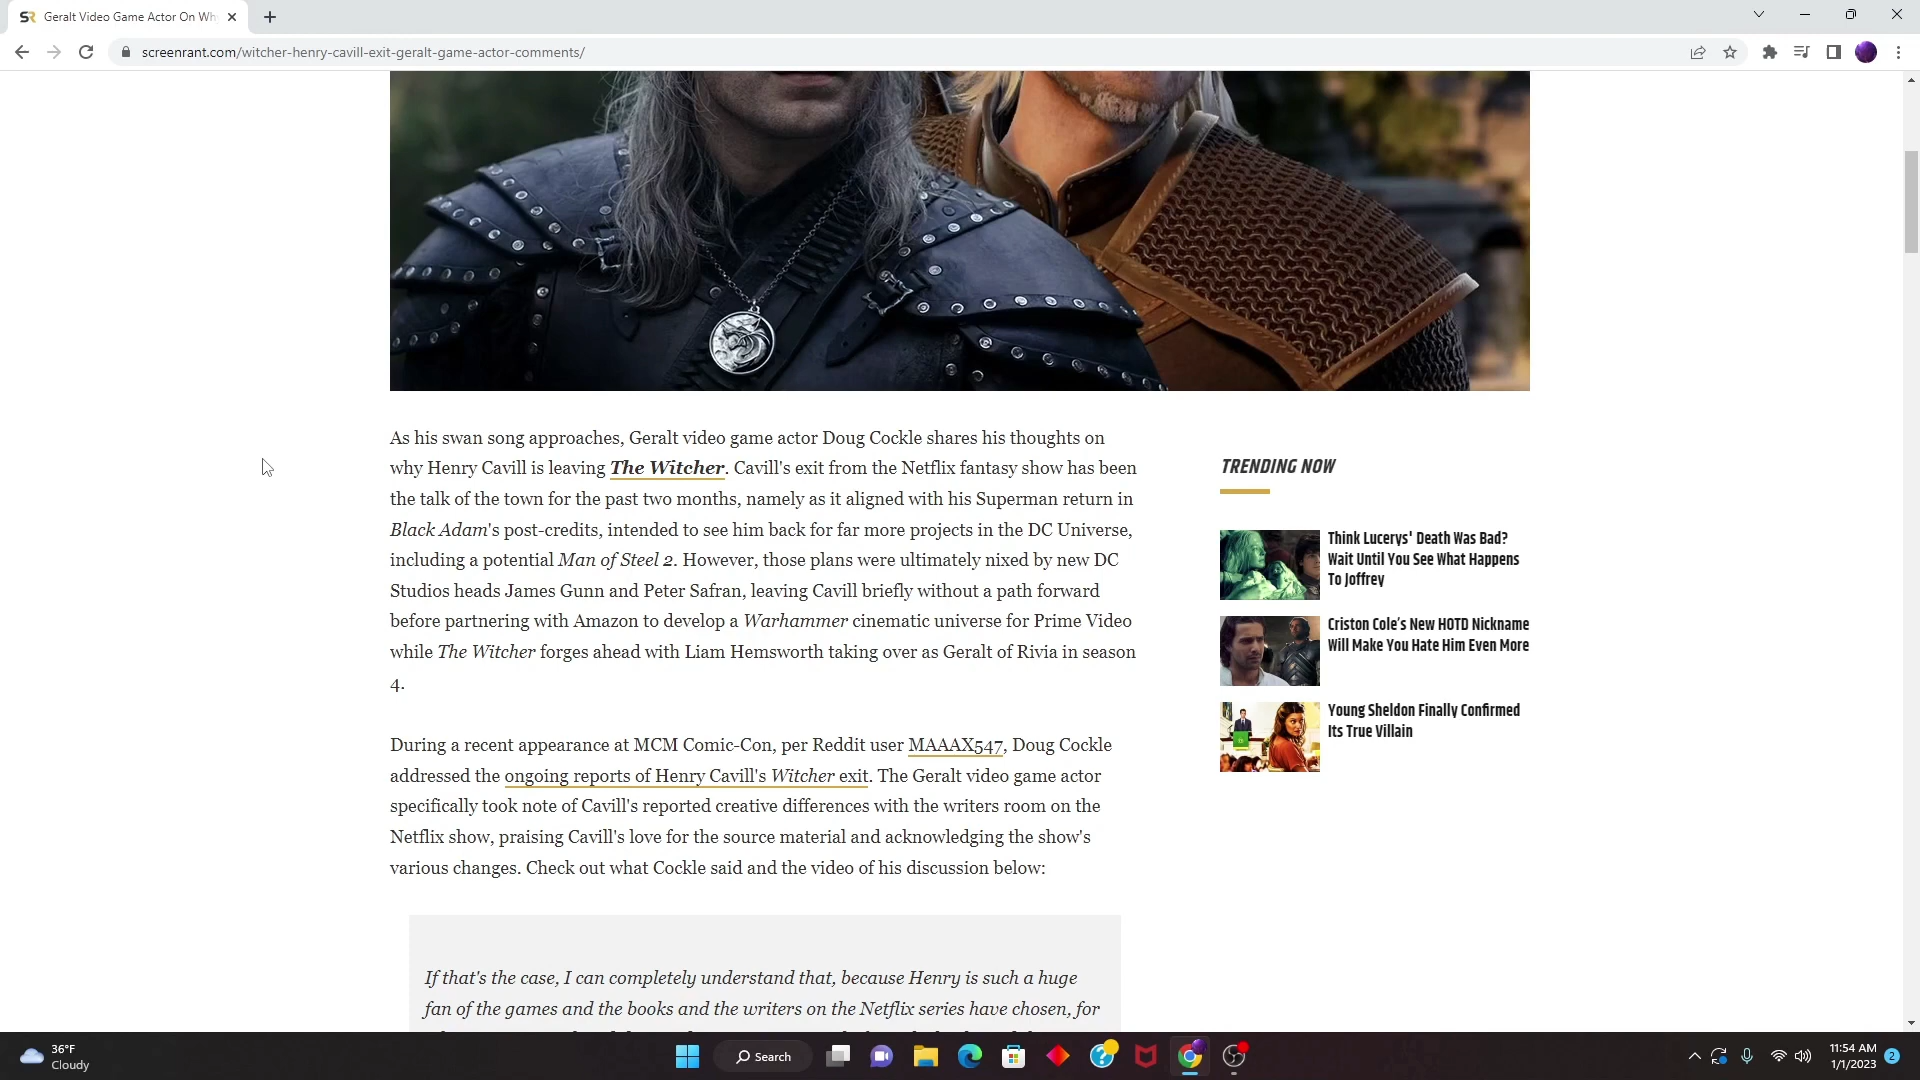 Geralt Video Game Actor On Wh
screenrant.com/witcher-henry-cavill-exit-geralt-game-actor-comments/
As his swan song approaches, Geralt video game actor Doug Cockle shares his thoughts on
why Henry Cavill is leaving The Witcher. Cavill's exit from the Netflix fantasy show has been
the talk of the town for the past two months, namely as it aligned with his Superman return in
Black Adam's post-credits, intended to see him back for far more projects in the DC Universe,
including a potential Man of Steel 2. However, those plans were ultimately nixed by new DC
Studios heads James Gunn and Peter Safran, leaving Cavill briefly without a path forward
before partnering with Amazon to develop a Warhammer cinematic universe for Prime Video
while The Witcher forges ahead with Liam Hemsworth taking over as Geralt of Rivia in season
4.
During a recent appearance at MCM Comic-Con, per Reddit user MAAAX547, Doug Cockle
addressed the ongoing reports of Henry Cavill's Witcher exit. The Geralt video game actor
specifically took note of Cavill's reported creative differences with the writers room on the
Netflix show, praising Cavill's love for the source material and acknowledging the show's
various changes. Check out what Cockle said and the video of his discussion below:
If that's the case, I can completely understand that, because Henry is such a huge
fan of the games and the books and the writers on the Netflix series have chosen, for
TRENDING NOW
Think Lucerys' Death Was Bad?
Wait Until You See What Happens
To Joffrey
Criston Cole's New HOTD Nickname
Will Make You Hate Him Even More
Young Sheldon Finally Confirmed
Its True Villain
36°F
Cloudy
Search
11:54 AM
1/1/2023
2